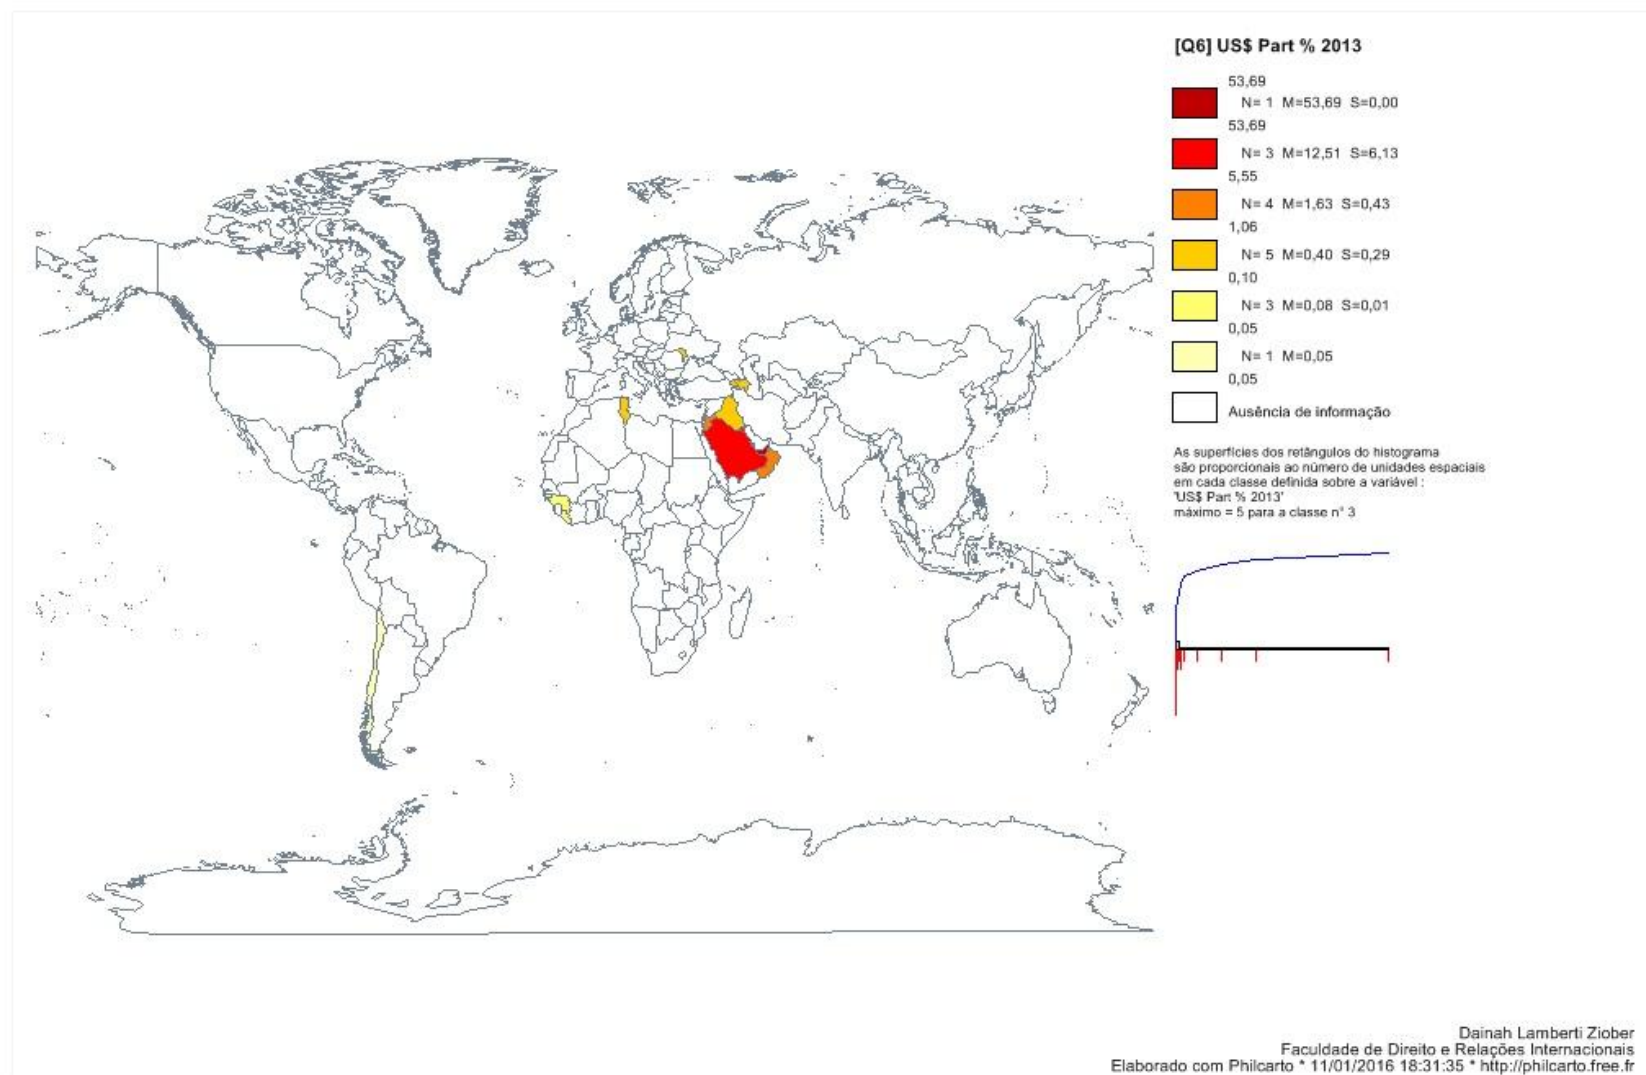 [Q6] US$ Part % 2013
53,69
N= 1 M=53,69 S=0,00
53,69
N= 3 M=12,51 S=6,13
5,55
N= 4 M=1,63 S=0,43
1,06
N= 5 M=0,40 S=0,29
0,10
N= 3 M=0,08 S=0,01
0,05
N= 1 M=0,05
0,05
Ausência de informação
As superfícies dos retângulos do histograma
são proporcionais ao número de unidades espaciais
em cada classe definida sobre a variável :
'US$ Part % 2013'
máximo = 5 para a classe n° 3
Dainah Lamberti Ziober
Faculdade de Direito e Relações Internacionais
Elaborado com Philcarto * 11/01/2016 18:31:35 * http://philcarto.free.fr